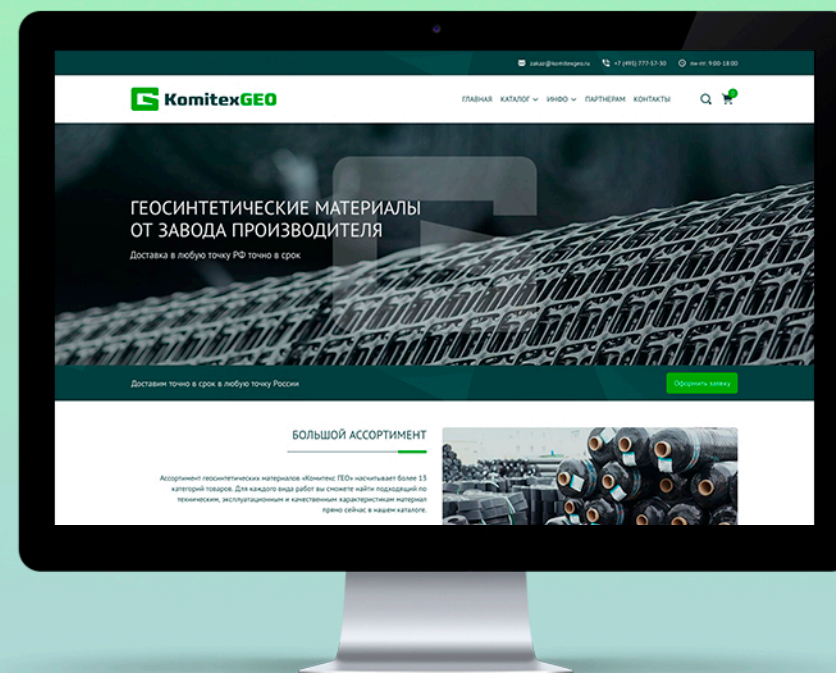 zakaz@komitexgeo.ru +7 (495) 777-57-30 пн-пт: 9:00-18:00
KomitexGEO ГЛАВНАЯ КАТАЛОГ ИНФО ПАРТНЕРАМ КОНТАКТЫ
ГЕОСИНТЕТИЧЕСКИЕ МАТЕРИАЛЫ
ОТ ЗАВОДА ПРОИЗВОДИТЕЛЯ
Доставка в любую точку РФ точно в срок
Доставим точно в срок в любую точку России Оформить заявку
БОЛЬШОЙ АССОРТИМЕНТ
Ассортимент геосинтетических материалов «Комитекс ГЕО» насчитывает более 13
категорий товаров. Для каждого вида работ вы сможете найти подходящий по
техническим, эксплуатационным и качественным характеристикам материал
прямо сейчас в нашем каталоге.